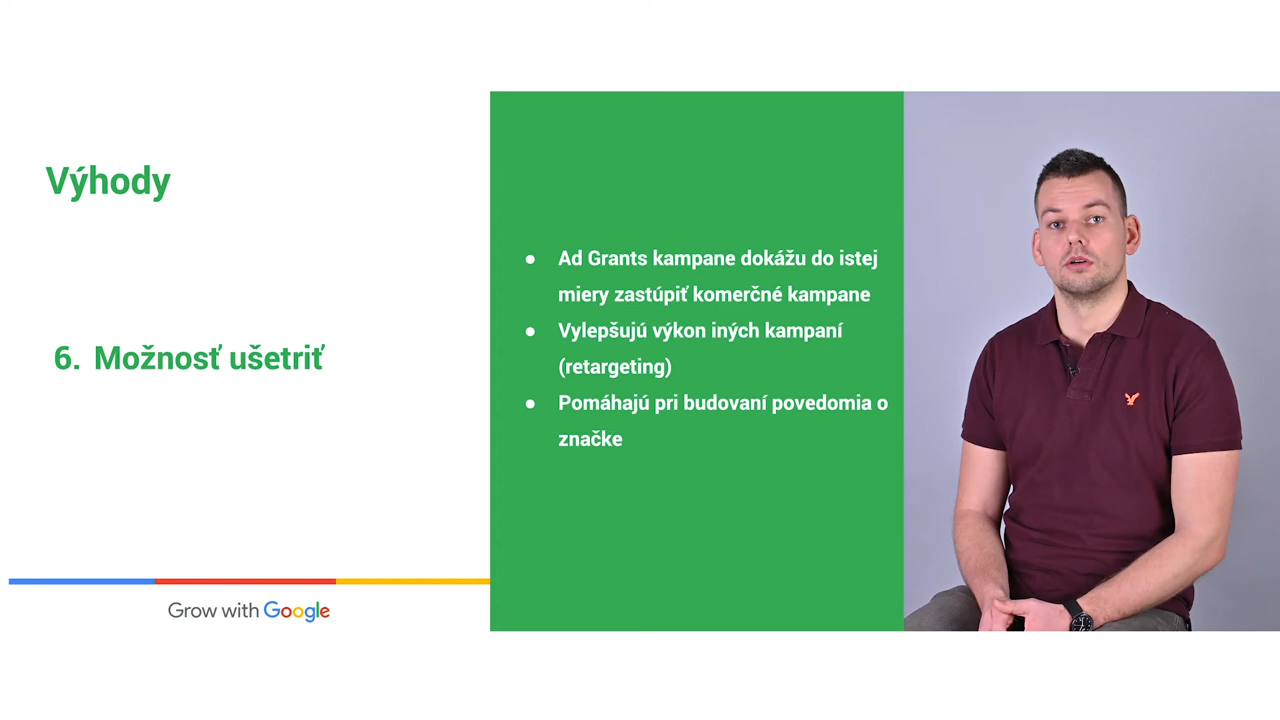 Výhody
6. Možnosť ušetriť
● Ad Grants kampane dokážu do istej
miery zastúpiť komerčné kampane
● Vylepšujú výkon iných kampaní
(retargeting)
● Pomáhajú pri budovaní povedomia o
značke
Grow with Google